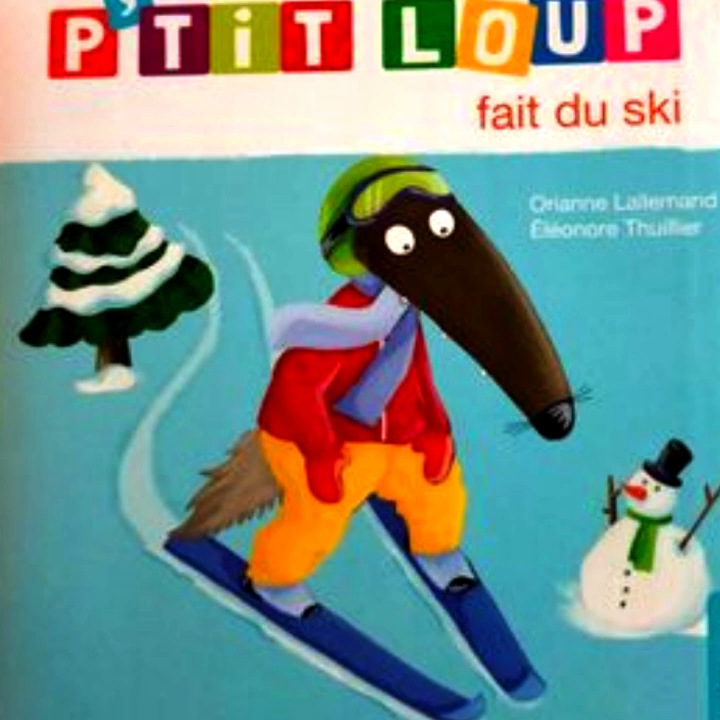 P'TiT LOUP
fait du ski
Orianne Lallemand
Éléonore Thuillier